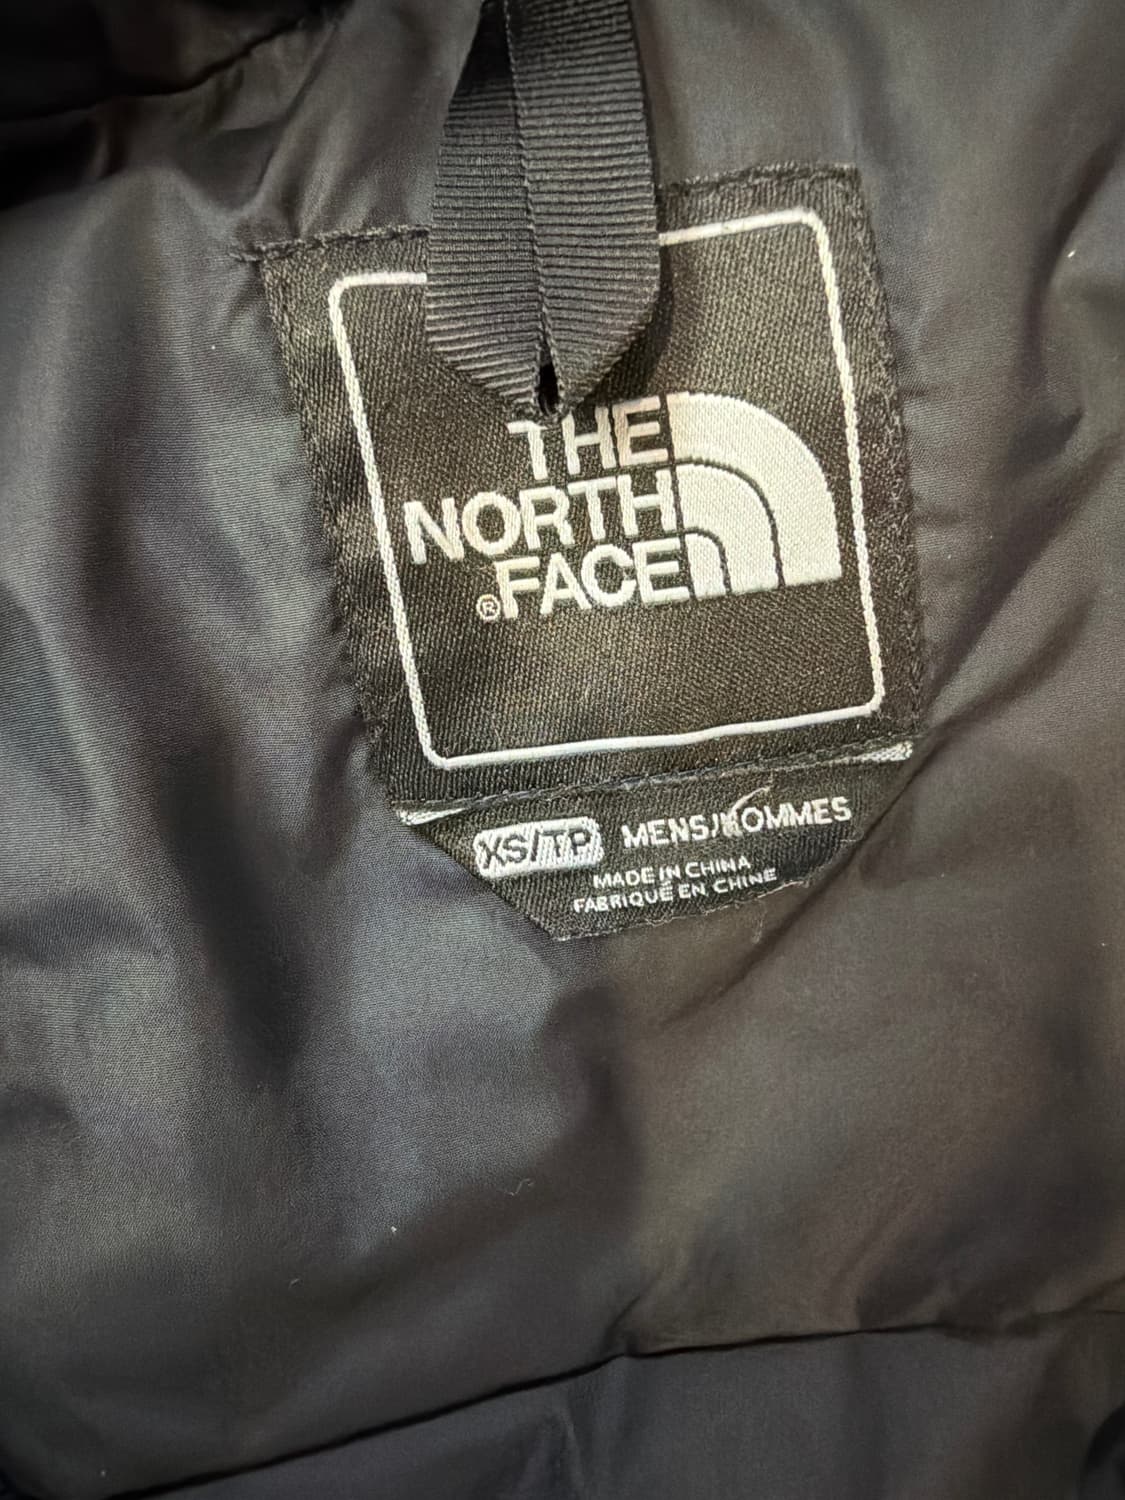 THE
NORTH
FACE
®
XS/TP MENS/HOMMES
MADE IN CHINA
FABRIQUÉ EN CHINE